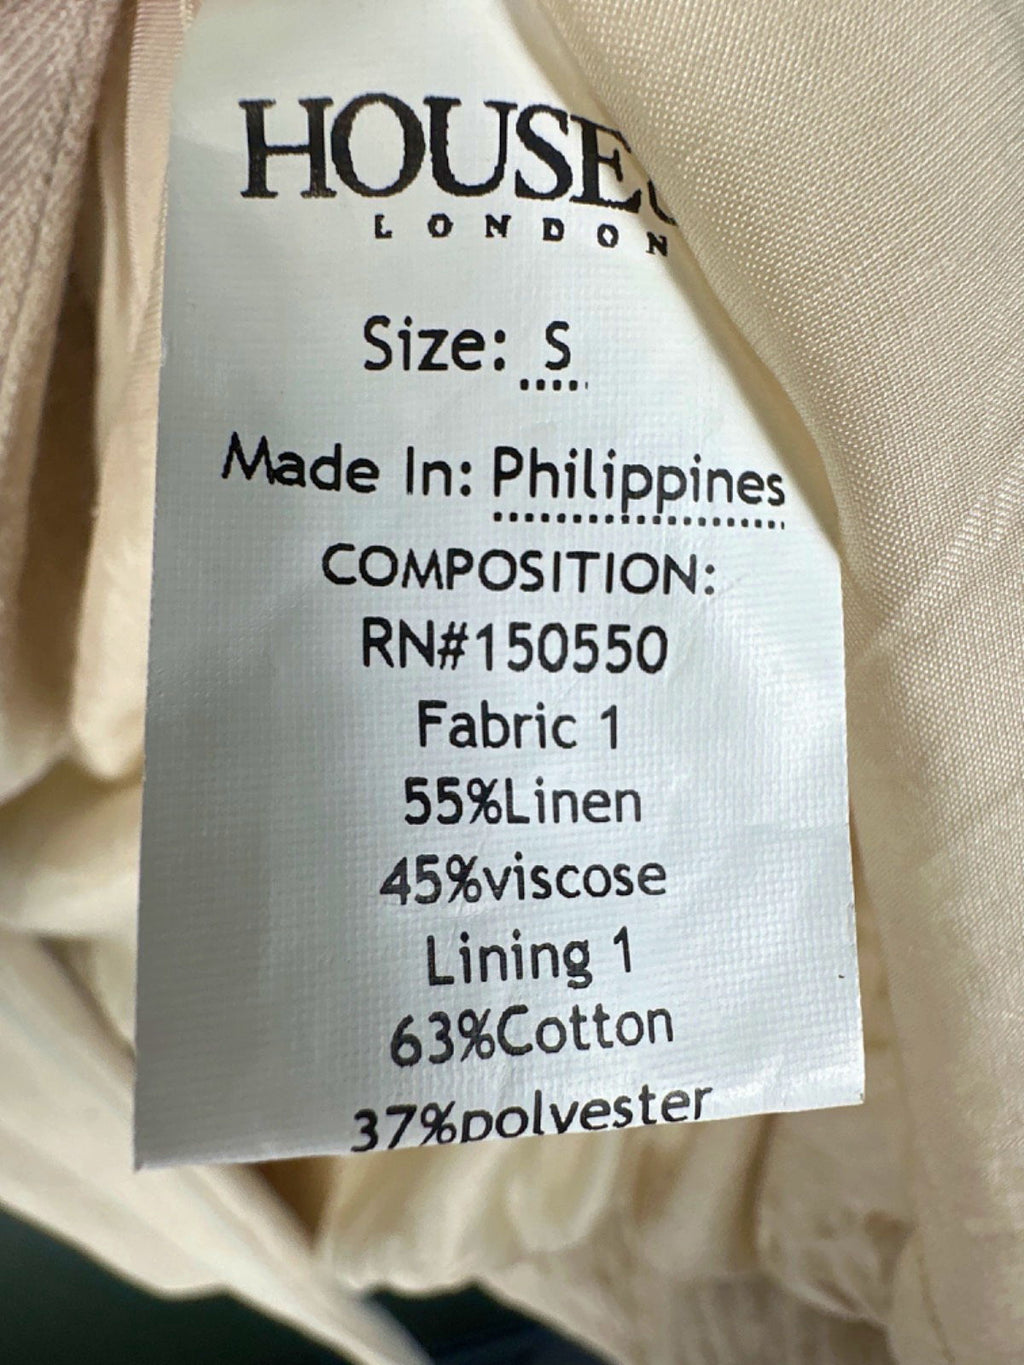 HOUSE
LONDON
Size: S
Made In: Philippines
COMPOSITION:
RN#150550
Fabric 1
55%Linen
45%viscose
Lining 1
63%Cotton
37%polyester